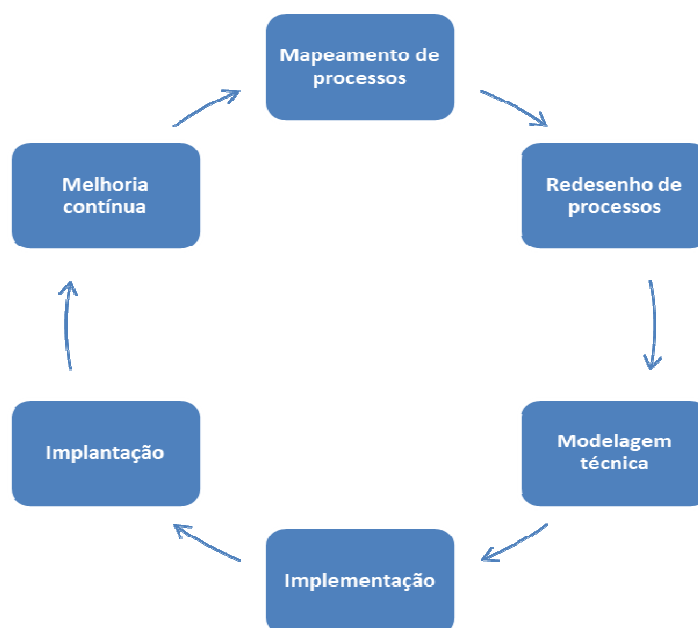 Mapeamento de
processos
Redesenho de
processos
Modelagem
técnica
Implementação
Implantação
Melhoria
contínua